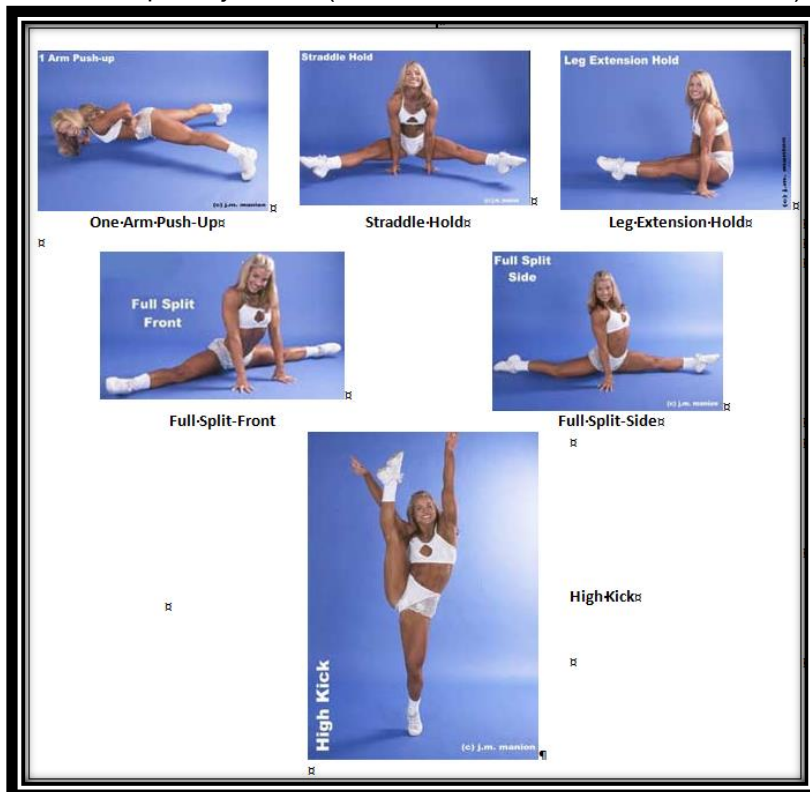 1 Arm Push-up
Straddle Hold
Leg Extension Hold
(c) j.m. manion
(c) j.m. manion
One·Arm·Push-Up¤
Straddle·Hold¤
Leg·Extension·Hold¤
Full Split
Front
Full Split
Side
(c) j.m. manion
Full·Split-Front
Full·Split-Side¤
High Kick
(c) j.m. manion
High·Kick¤